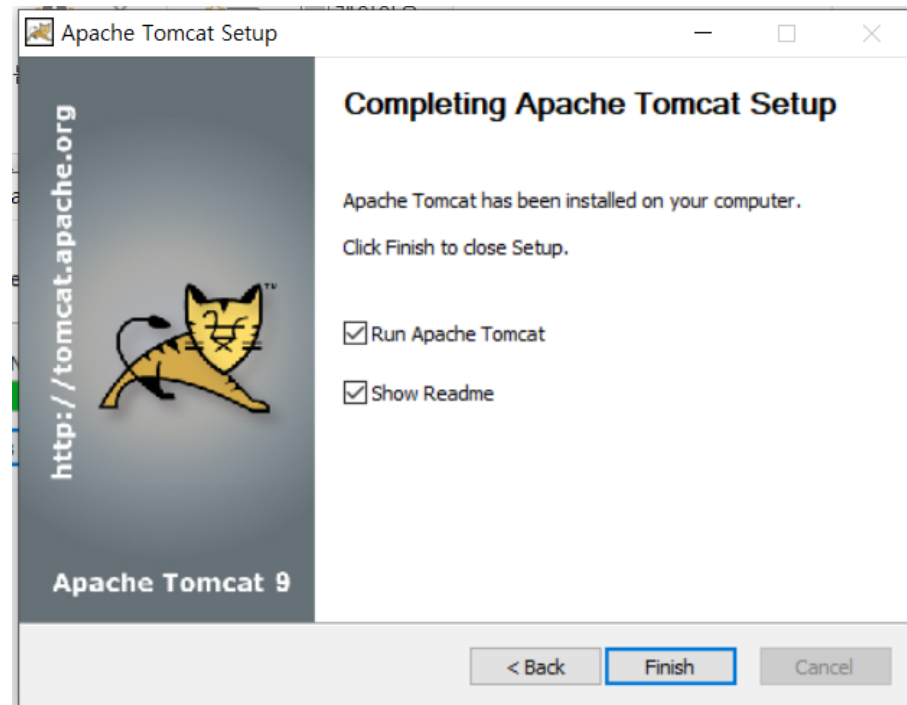 Apache Tomcat Setup
http://tomcat.apache.org
Completing Apache Tomcat Setup
Apache Tomcat has been installed on your computer.
Click Finish to close Setup.
Run Apache Tomcat
Show Readme
TM
Apache Tomcat 9
< Back
Finish
Cancel